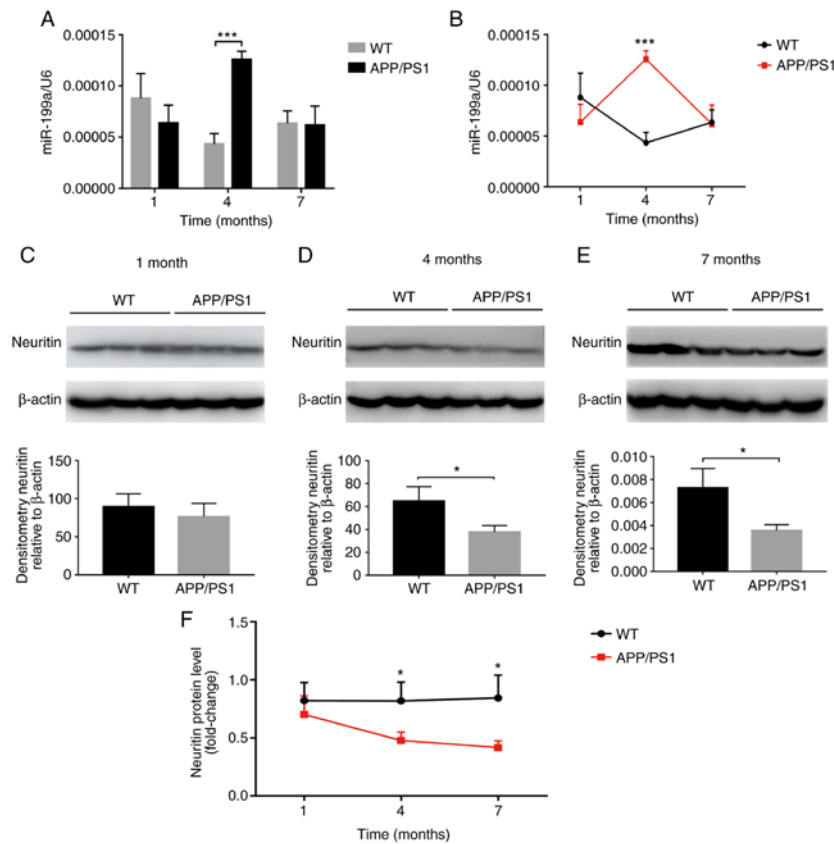 A
miR-199a/U6
0.00015
0.00010
0.00005
0.00000
***
WT
APP/PS1
1 4 7
Time (months)
B
miR-199a/U6
0.00015
0.00010
0.00005
0.00000
***
WT
APP/PS1
1 4 7
Time (months)
C
1 month
WT APP/PS1
Neuritin
β-actin
Densitometry neuritin
relative to β-actin
150
100
50
0
WT APP/PS1
D
4 months
WT APP/PS1
Neuritin
β-actin
Densitometry neuritin
relative to β-actin
100
80
60
40
20
0
*
WT APP/PS1
E
7 months
WT APP/PS1
Neuritin
β-actin
Densitometry neuritin
relative to β-actin
0.010
0.008
0.006
0.004
0.002
0.000
*
WT APP/PS1
F
Neuritin protein level
(fold-change)
1.5
1.0
0.5
0.0
* *
WT
APP/PS1
1 4 7
Time (months)